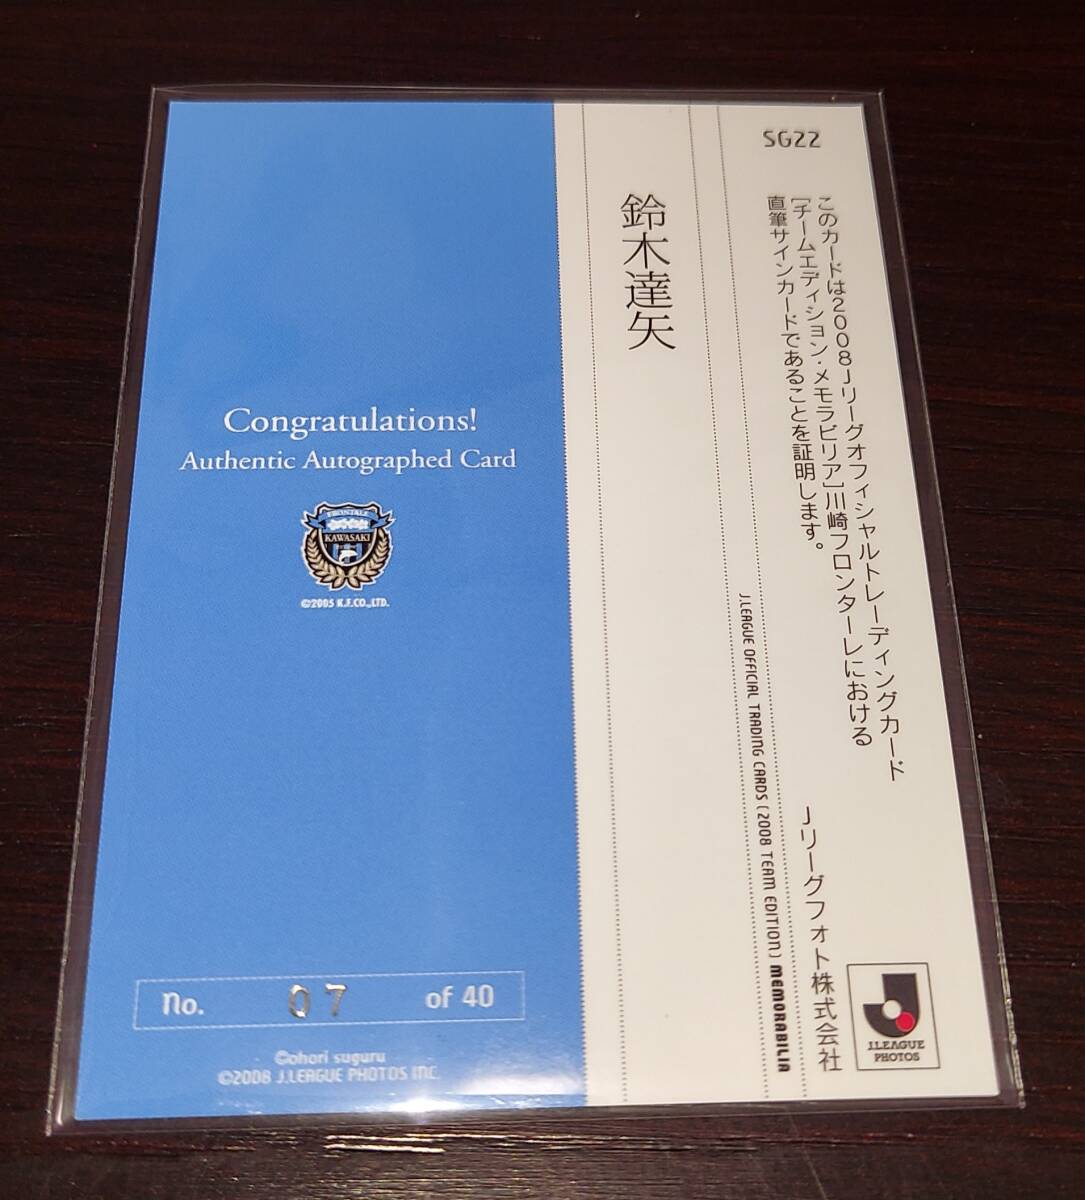 SG22
このカードは2008Jリーグオフィシャルトレーディングカード
[チームエディション・メモラビリア]川崎フロンターレにおける
直筆サインカードであることを証明します。
Jリーグフォト株式会社
J.LEAGUE PHOTOS
J.LEAGUE OFFICIAL TRADING CARDS (2008 TEAM EDITION) MEMORABILIA
鈴木達矢
Congratulations!
Authentic Autographed Card
FRONTALE
KAWASAKI
©2005 K.F.CO.,LTD.
No. 07 of 40
©ohori suguru
©2008 J.LEAGUE PHOTOS INC.